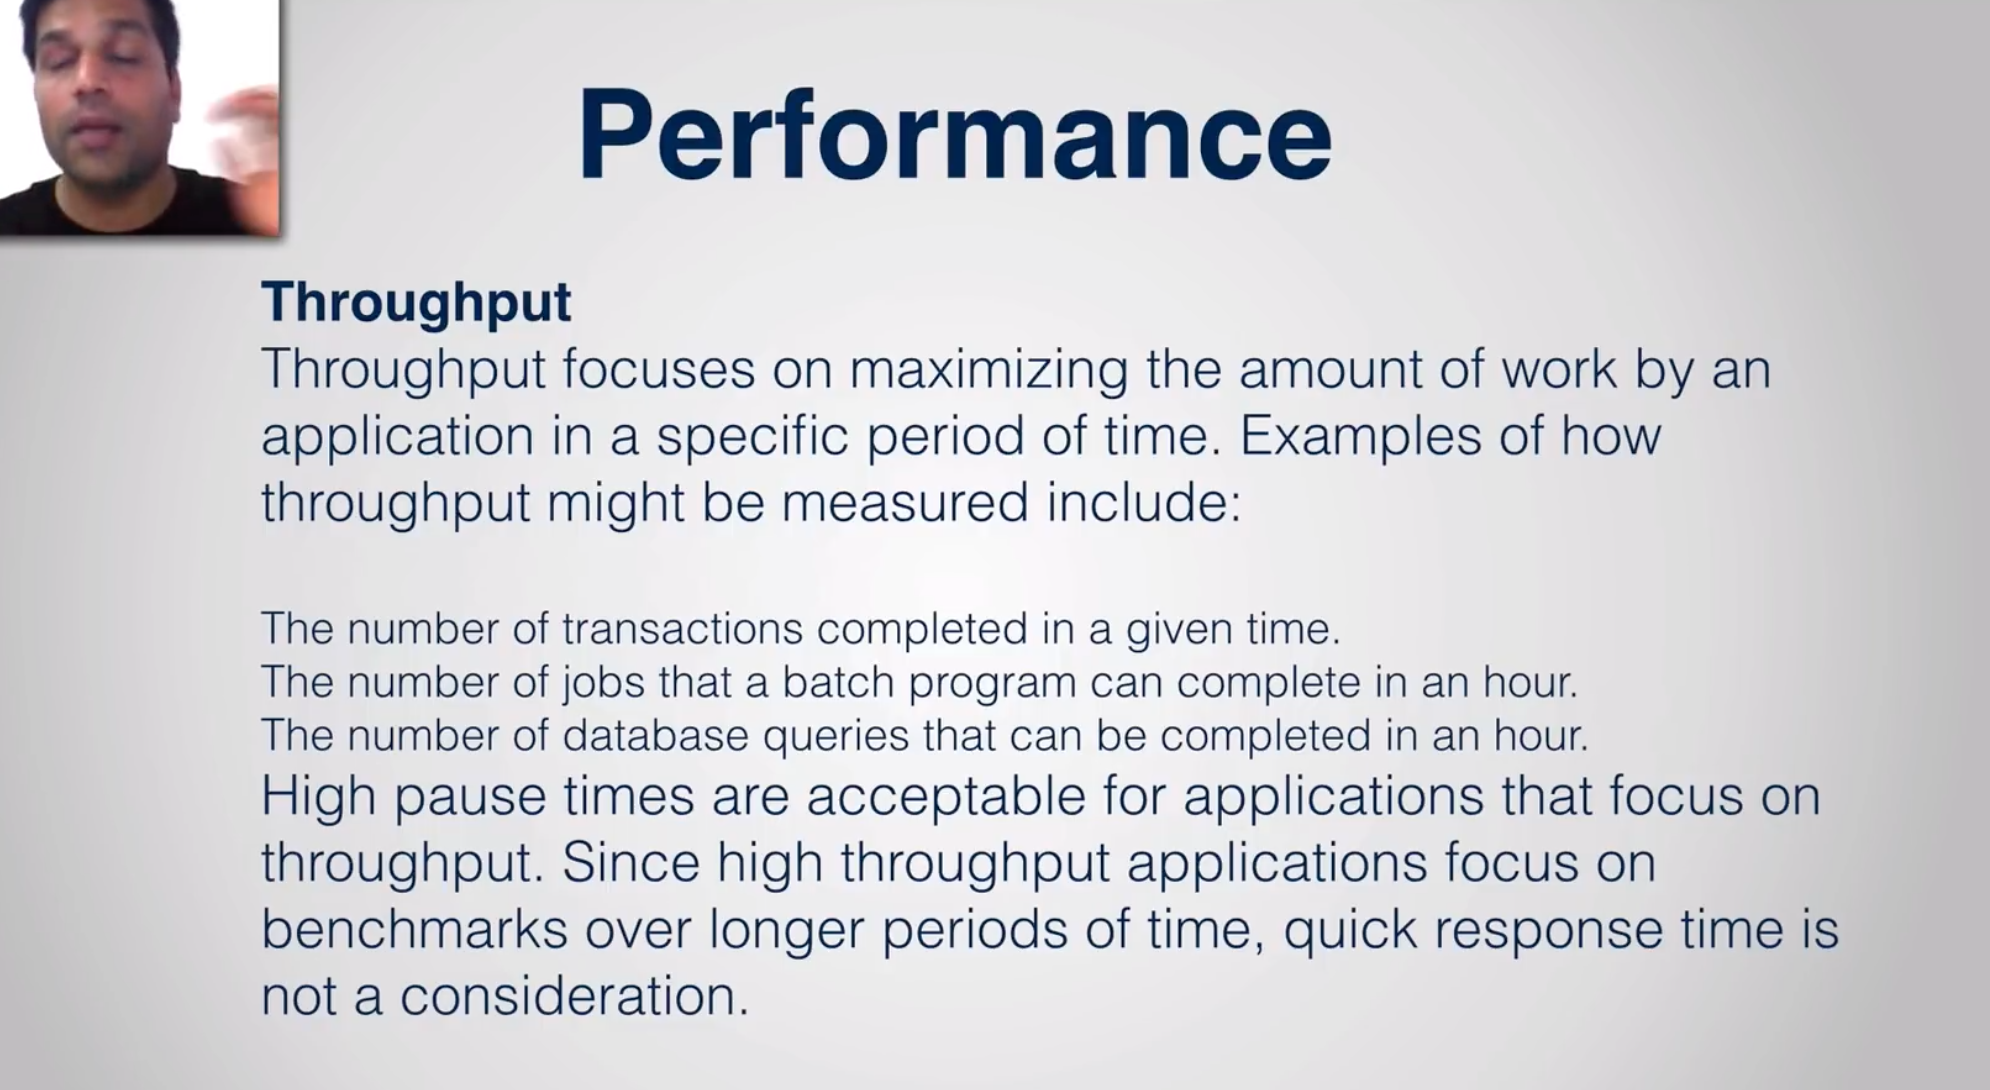 Performance
Throughput
Throughput focuses on maximizing the amount of work by an
application in a specific period of time. Examples of how
throughput might be measured include:
The number of transactions completed in a given time.
The number of jobs that a batch program can complete in an hour.
The number of database queries that can be completed in an hour.
High pause times are acceptable for applications that focus on
throughput. Since high throughput applications focus on
benchmarks over longer periods of time, quick response time is
not a consideration.